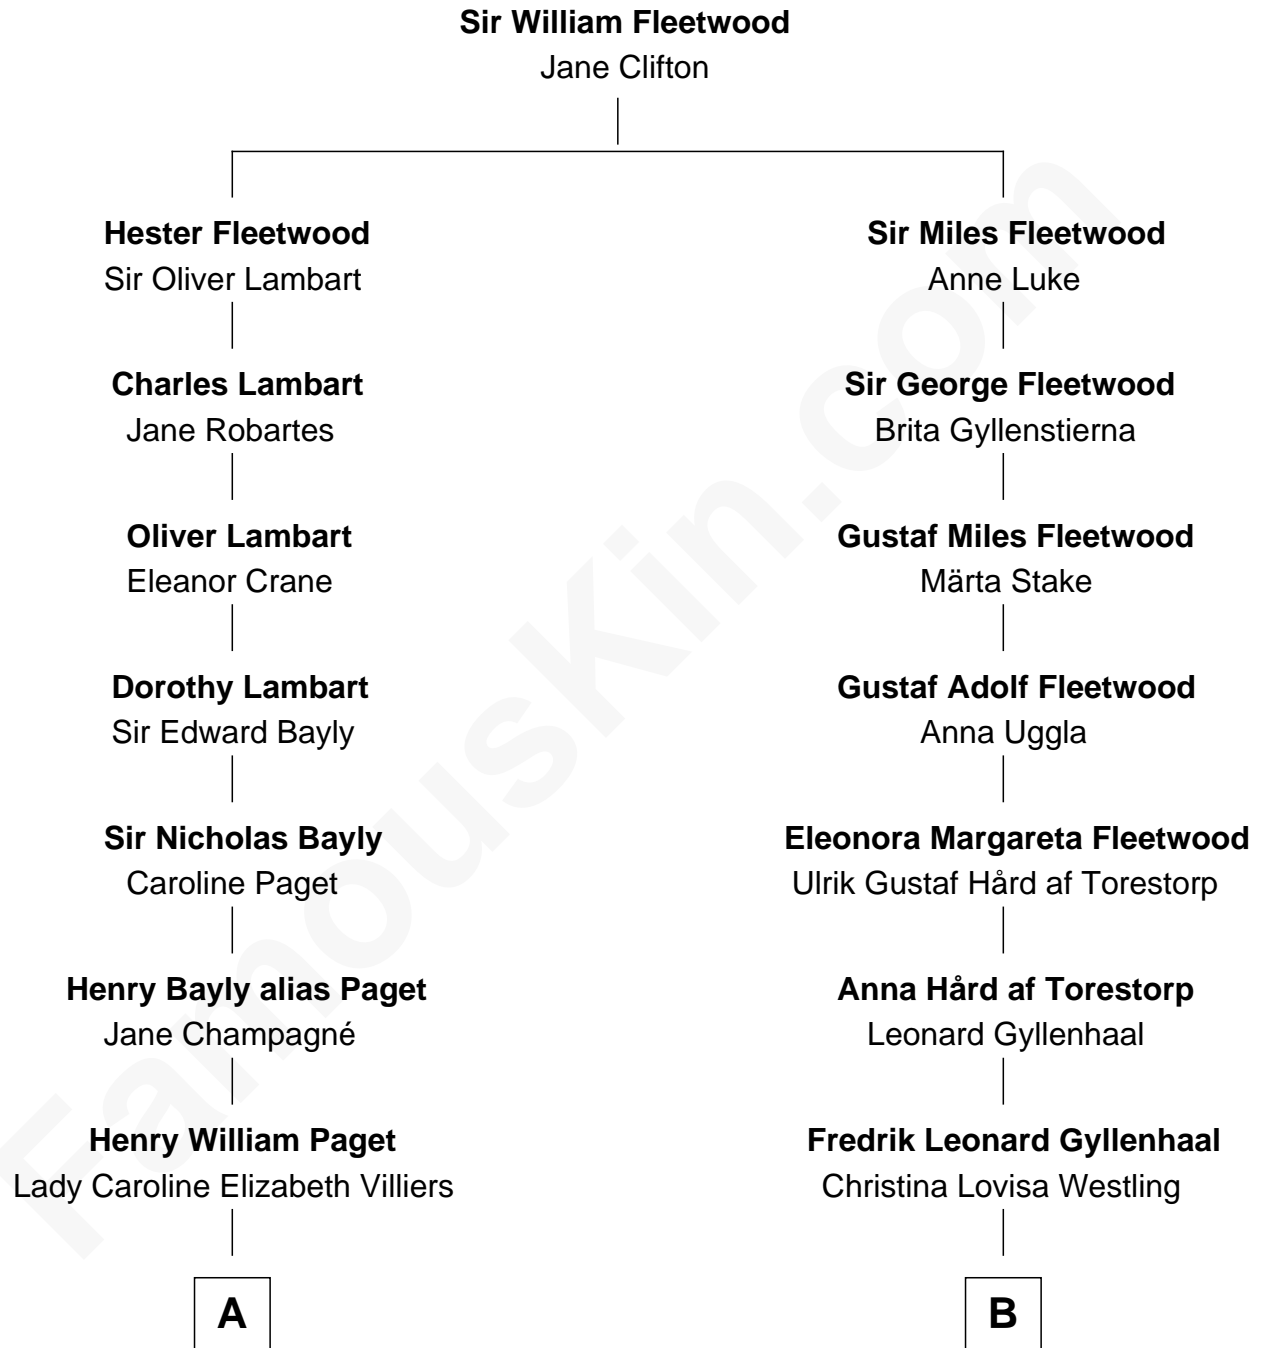 Sir William Fleetwood
Jane Clifton
Hester Fleetwood
Sir Oliver Lambart
Sir Miles Fleetwood
Anne Luke
Charles Lambart
Jane Robartes
Sir George Fleetwood
Brita Gyllenstierna
Oliver Lambart
Eleanor Crane
Gustaf Miles Fleetwood
Märta Stake
Dorothy Lambart
Sir Edward Bayly
Gustaf Adolf Fleetwood
Anna Uggla
Sir Nicholas Bayly
Caroline Paget
Eleonora Margareta Fleetwood
Ulrik Gustaf Hård af Torestorp
Henry Bayly alias Paget
Jane Champagné
Anna Hård af Torestorp
Leonard Gyllenhaal
Henry William Paget
Lady Caroline Elizabeth Villiers
Fredrik Leonard Gyllenhaal
Christina Lovisa Westling
A
B
FamousKin.com